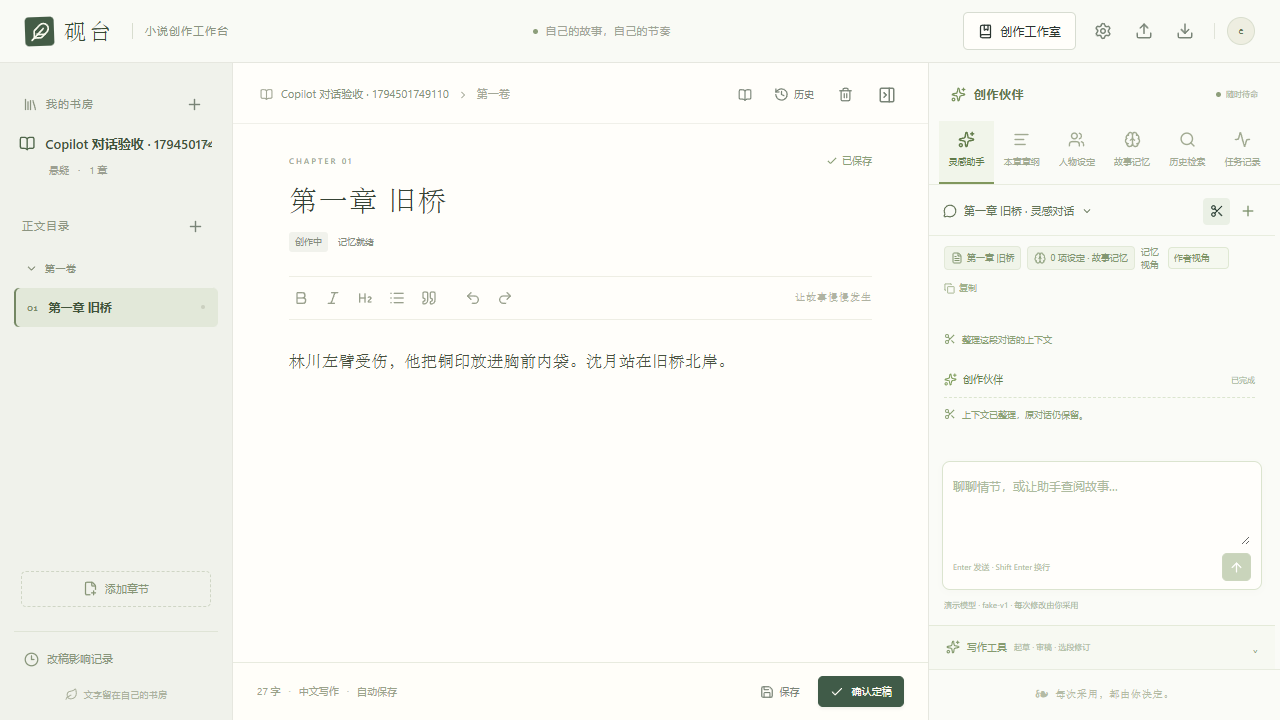 砚台
小说创作工作台
自己的故事，自己的节奏
创作工作室
c
我的书房
Copilot 对话验收 · 17945017
悬疑 · 1 章
正文目录
第一卷
01 第一章 旧桥
添加章节
改稿影响记录
文字留在自己的书房
Copilot 对话验收 · 1794501749110 > 第一卷
历史
CHAPTER 01
已保存
第一章 旧桥
创作中 记忆就绪
B I H2
让故事慢慢发生
林川左臂受伤，他把铜印放进胸前内袋。沈月站在旧桥北岸。
27 字 · 中文写作 · 自动保存
保存
确认定稿
创作伙伴
随时待命
灵感助手 本章章纲 人物设定 故事记忆 历史检索 任务记录
第一章 旧桥 · 灵感对话
第一章 旧桥
0 项设定 · 故事记忆
记忆视角
作者视角
复制
整理这段对话的上下文
创作伙伴
已完成
上下文已整理，原对话仍保留。
聊聊情节，或让助手查阅故事...
Enter 发送 · Shift Enter 换行
演示模型 · fake-v1 · 每次修改由你采用
写作工具 起草 · 审稿 · 选段修订
每次采用，都由你决定。